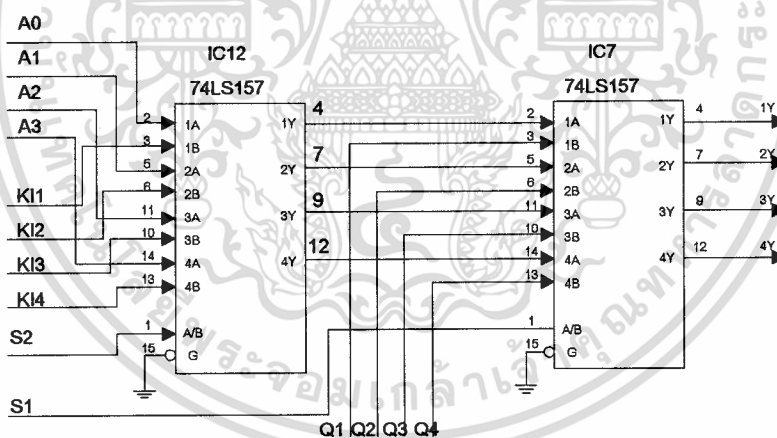 A0
A1
A2
A3
KI1
KI2
KI3
KI4
S2
S1
IC12
74LS157
2 1A
3 1B
5 2A
6 2B
11 3A
10 3B
14 4A
13 4B
1 A/B
15 G
1Y 4
2Y 7
3Y 9
4Y 12
IC7
74LS157
2 1A
3 1B
5 2A
6 2B
11 3A
10 3B
14 4A
13 4B
1 A/B
15 G
1Y 4 1Y
2Y 7 2Y
3Y 9 3Y
4Y 12 4Y
Q1 Q2 Q3 Q4